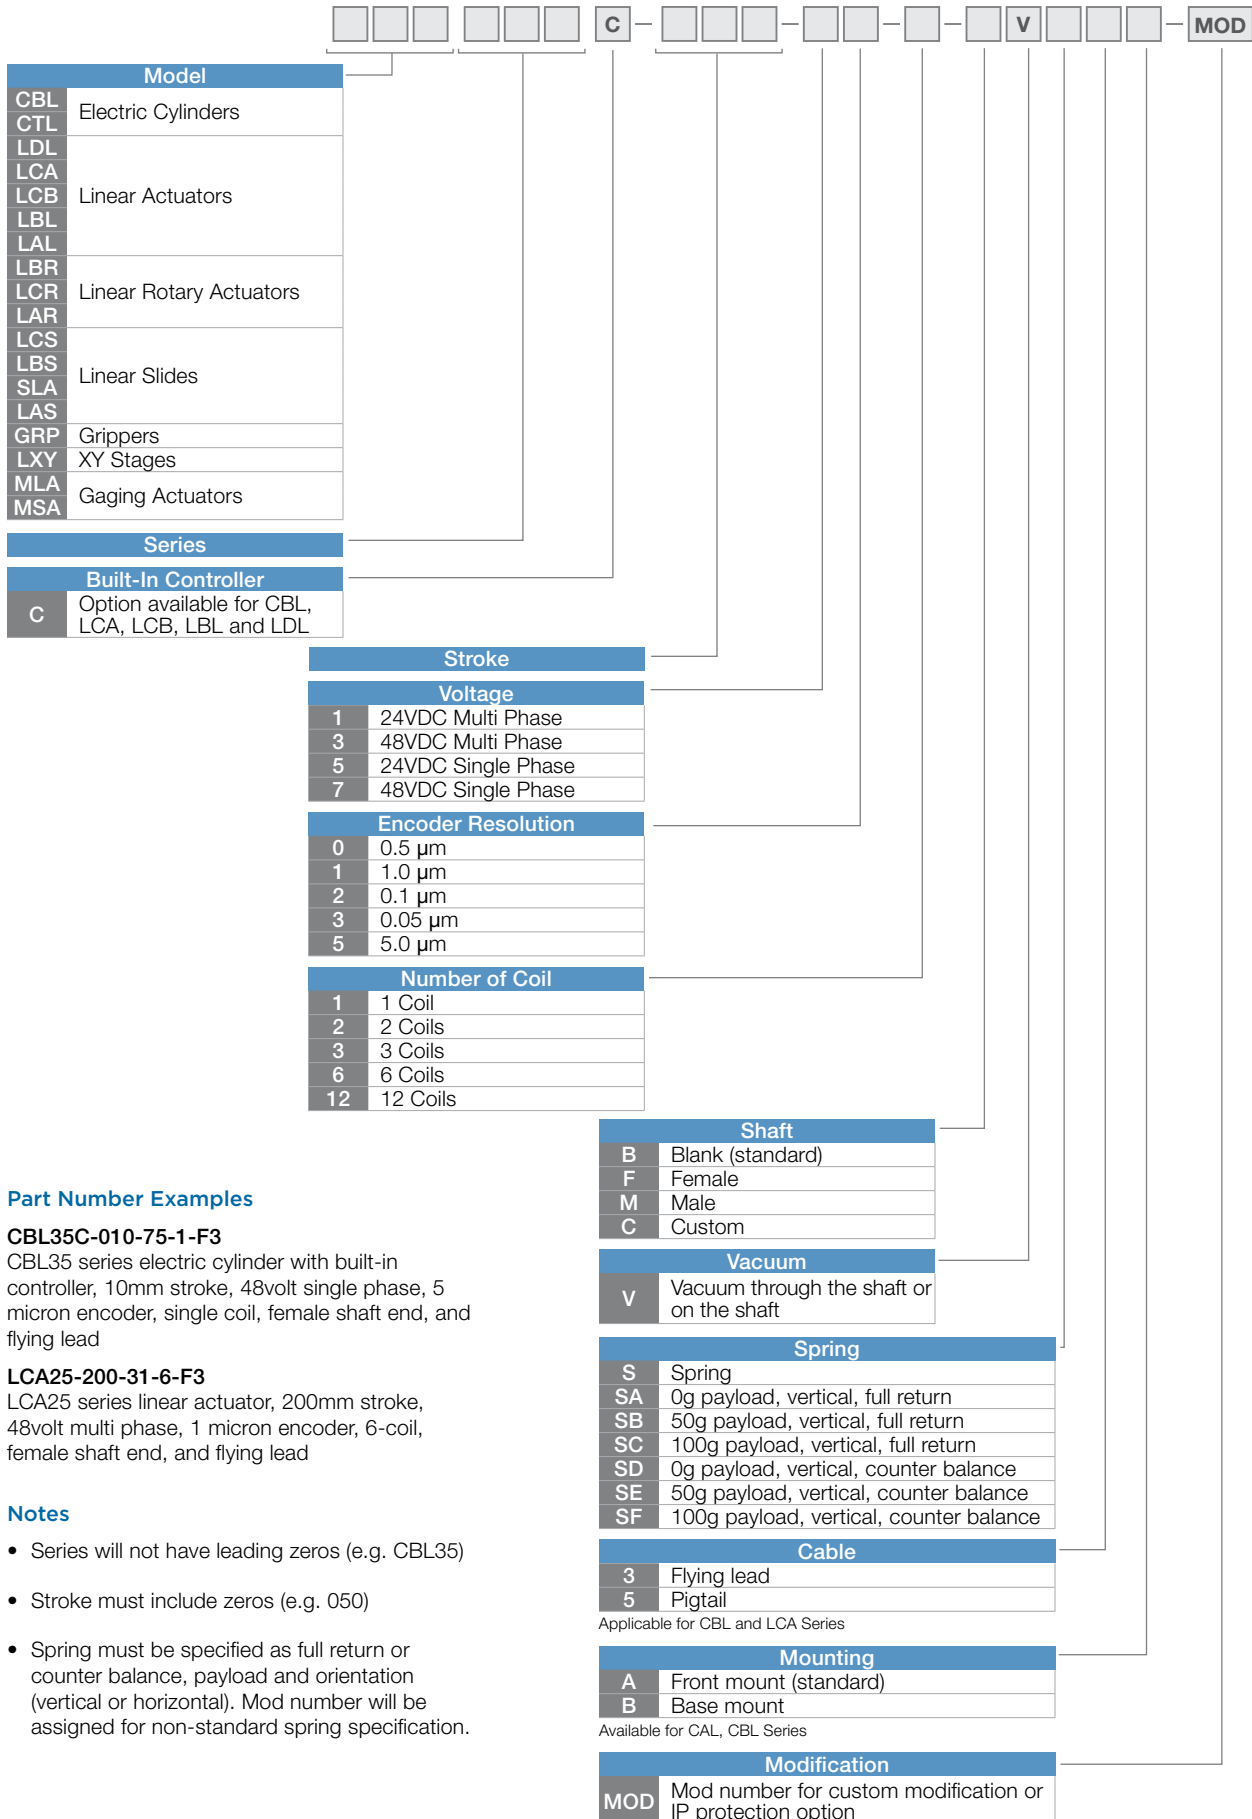 C – – – – V – MOD
Model
CBL
CTL
Electric Cylinders
LDL
LCA
LCB
LBL
LAL
Linear Actuators
LBR
LCR
LAR
Linear Rotary Actuators
LCS
LBS
SLA
LAS
Linear Slides
GRP Grippers
LXY XY Stages
MLA
MSA
Gaging Actuators
Series
Built-In Controller
C Option available for CBL,
LCA, LCB, LBL and LDL
Stroke
Voltage
1 24VDC Multi Phase
3 48VDC Multi Phase
5 24VDC Single Phase
7 48VDC Single Phase
Encoder Resolution
0 0.5 µm
1 1.0 µm
2 0.1 µm
3 0.05 µm
5 5.0 µm
Number of Coil
1 1 Coil
2 2 Coils
3 3 Coils
6 6 Coils
12 12 Coils
Shaft
B Blank (standard)
F Female
M Male
C Custom
Vacuum
V Vacuum through the shaft or
on the shaft
Spring
S Spring
SA 0g payload, vertical, full return
SB 50g payload, vertical, full return
SC 100g payload, vertical, full return
SD 0g payload, vertical, counter balance
SE 50g payload, vertical, counter balance
SF 100g payload, vertical, counter balance
Cable
3 Flying lead
5 Pigtail
Applicable for CBL and LCA Series
Mounting
A Front mount (standard)
B Base mount
Available for CAL, CBL Series
Modification
MOD Mod number for custom modification or
IP protection option
Part Number Examples
CBL35C-010-75-1-F3
CBL35 series electric cylinder with built-in
controller, 10mm stroke, 48volt single phase, 5
micron encoder, single coil, female shaft end, and
flying lead
LCA25-200-31-6-F3
LCA25 series linear actuator, 200mm stroke,
48volt multi phase, 1 micron encoder, 6-coil,
female shaft end, and flying lead
Notes
• Series will not have leading zeros (e.g. CBL35)
• Stroke must include zeros (e.g. 050)
• Spring must be specified as full return or
counter balance, payload and orientation
(vertical or horizontal). Mod number will be
assigned for non-standard spring specification.